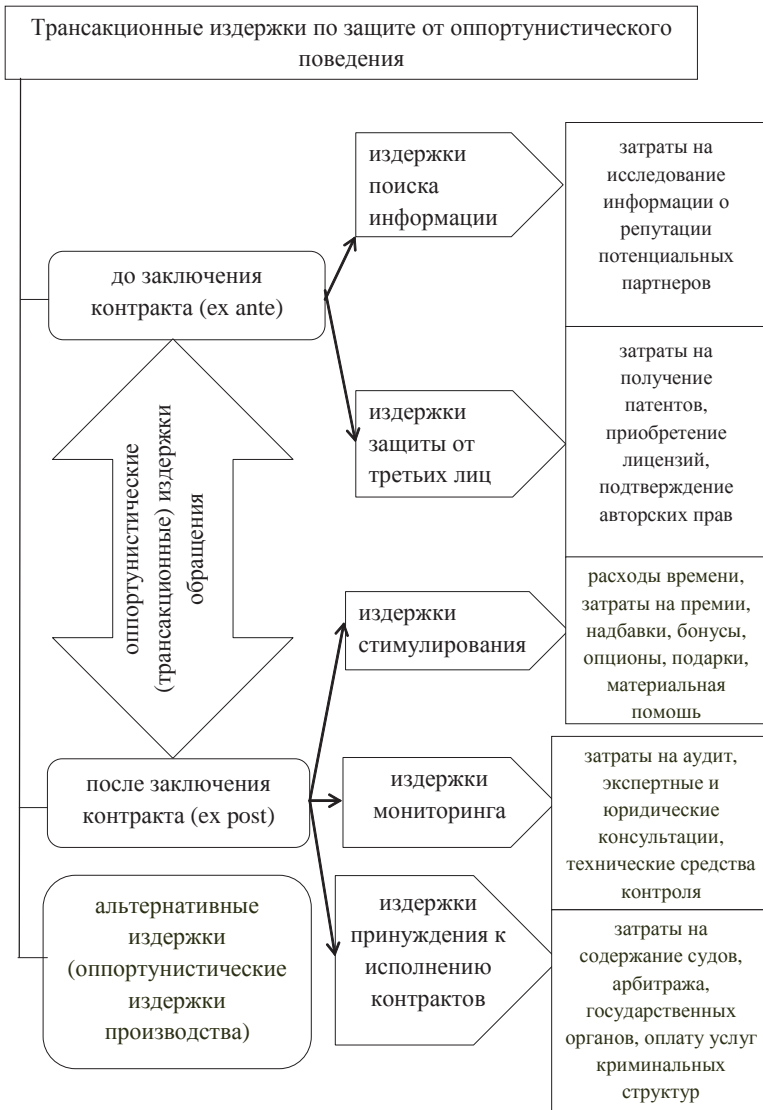 Трансакционные издержки по защите от оппортунистического
поведения
издержки
поиска
информации
затраты на
исследование
информации о
репутации
потенциальных
партнеров
до заключения
контракта (ex ante)
издержки
защиты от
третьих лиц
затраты на
получение
патентов,
приобретение
лицензий,
подтверждение
авторских прав
оппортунистические
(трансакционные) издержки
обращения
издержки
стимулирования
расходы времени,
затраты на премии,
надбавки, бонусы,
опционы, подарки,
материальная
помощь
после заключения
контракта (ex post)
издержки
мониторинга
затраты на аудит,
экспертные и
юридические
консультации,
технические средства
контроля
альтернативные
издержки
(оппортунистические
издержки
производства)
издержки
принуждения к
исполнению
контрактов
затраты на
содержание судов,
арбитража,
государственных
органов, оплату услуг
криминальных
структур